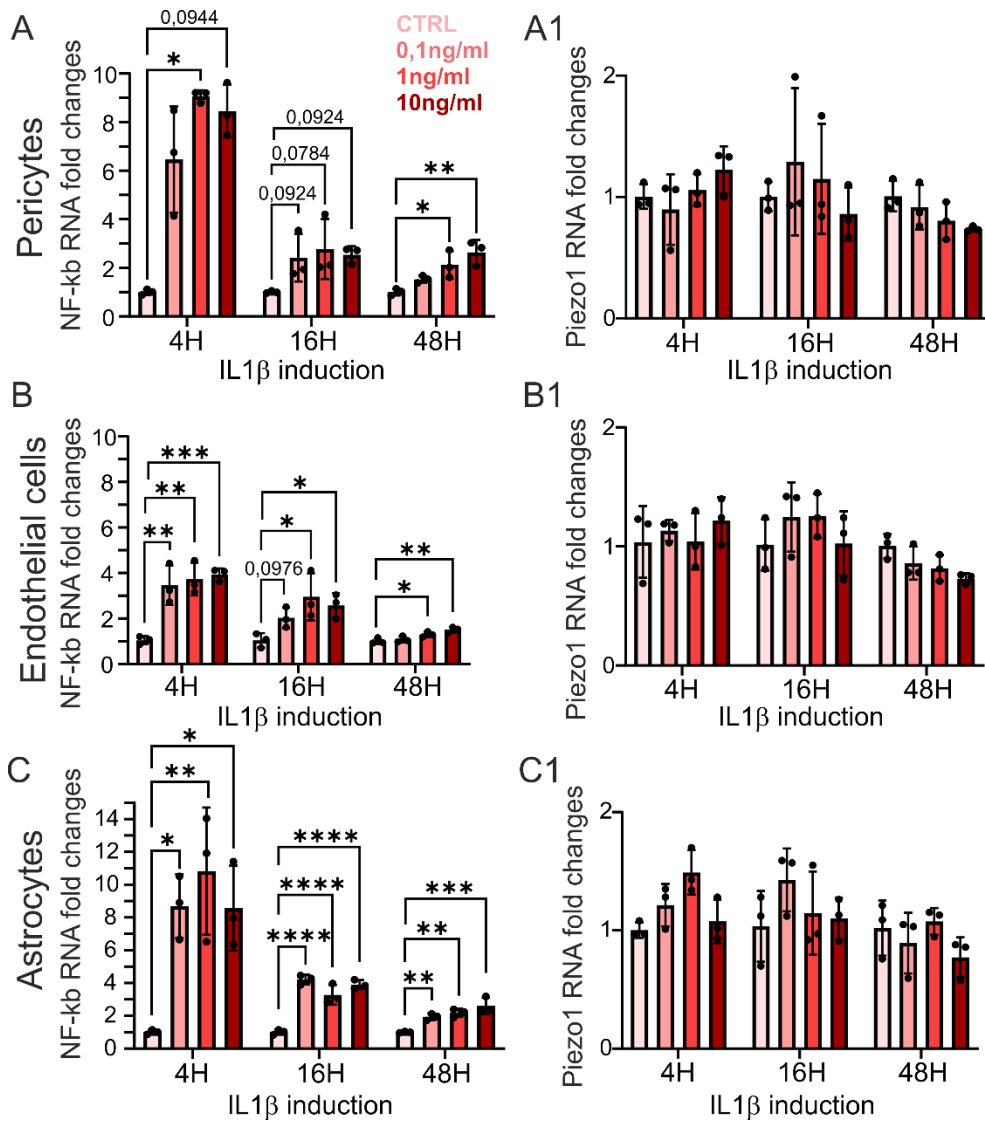 A
CTRL
0,1ng/ml
1ng/ml
10ng/ml
Pericytes
NF-kb RNA fold changes
10
8
6
4
2
0
0,0944
*
0,0924
0,0784
0,0924
**
*
4H 16H 48H
IL1β induction
A1
Piezo1 RNA fold changes
2
1
0
4H 16H 48H
IL1β induction
B
Endothelial cells
NF-kb RNA fold changes
10
8
6
4
2
0
***
**
**
*
*
0,0976
**
*
4H 16H 48H
IL1β induction
B1
Piezo1 RNA fold changes
2
1
0
4H 16H 48H
IL1β induction
C
Astrocytes
NF-kb RNA fold changes
14
12
10
8
6
4
2
0
*
**
*
****
****
****
***
**
**
4H 16H 48H
IL1β induction
C1
Piezo1 RNA fold changes
2
1
0
4H 16H 48H
IL1β induction